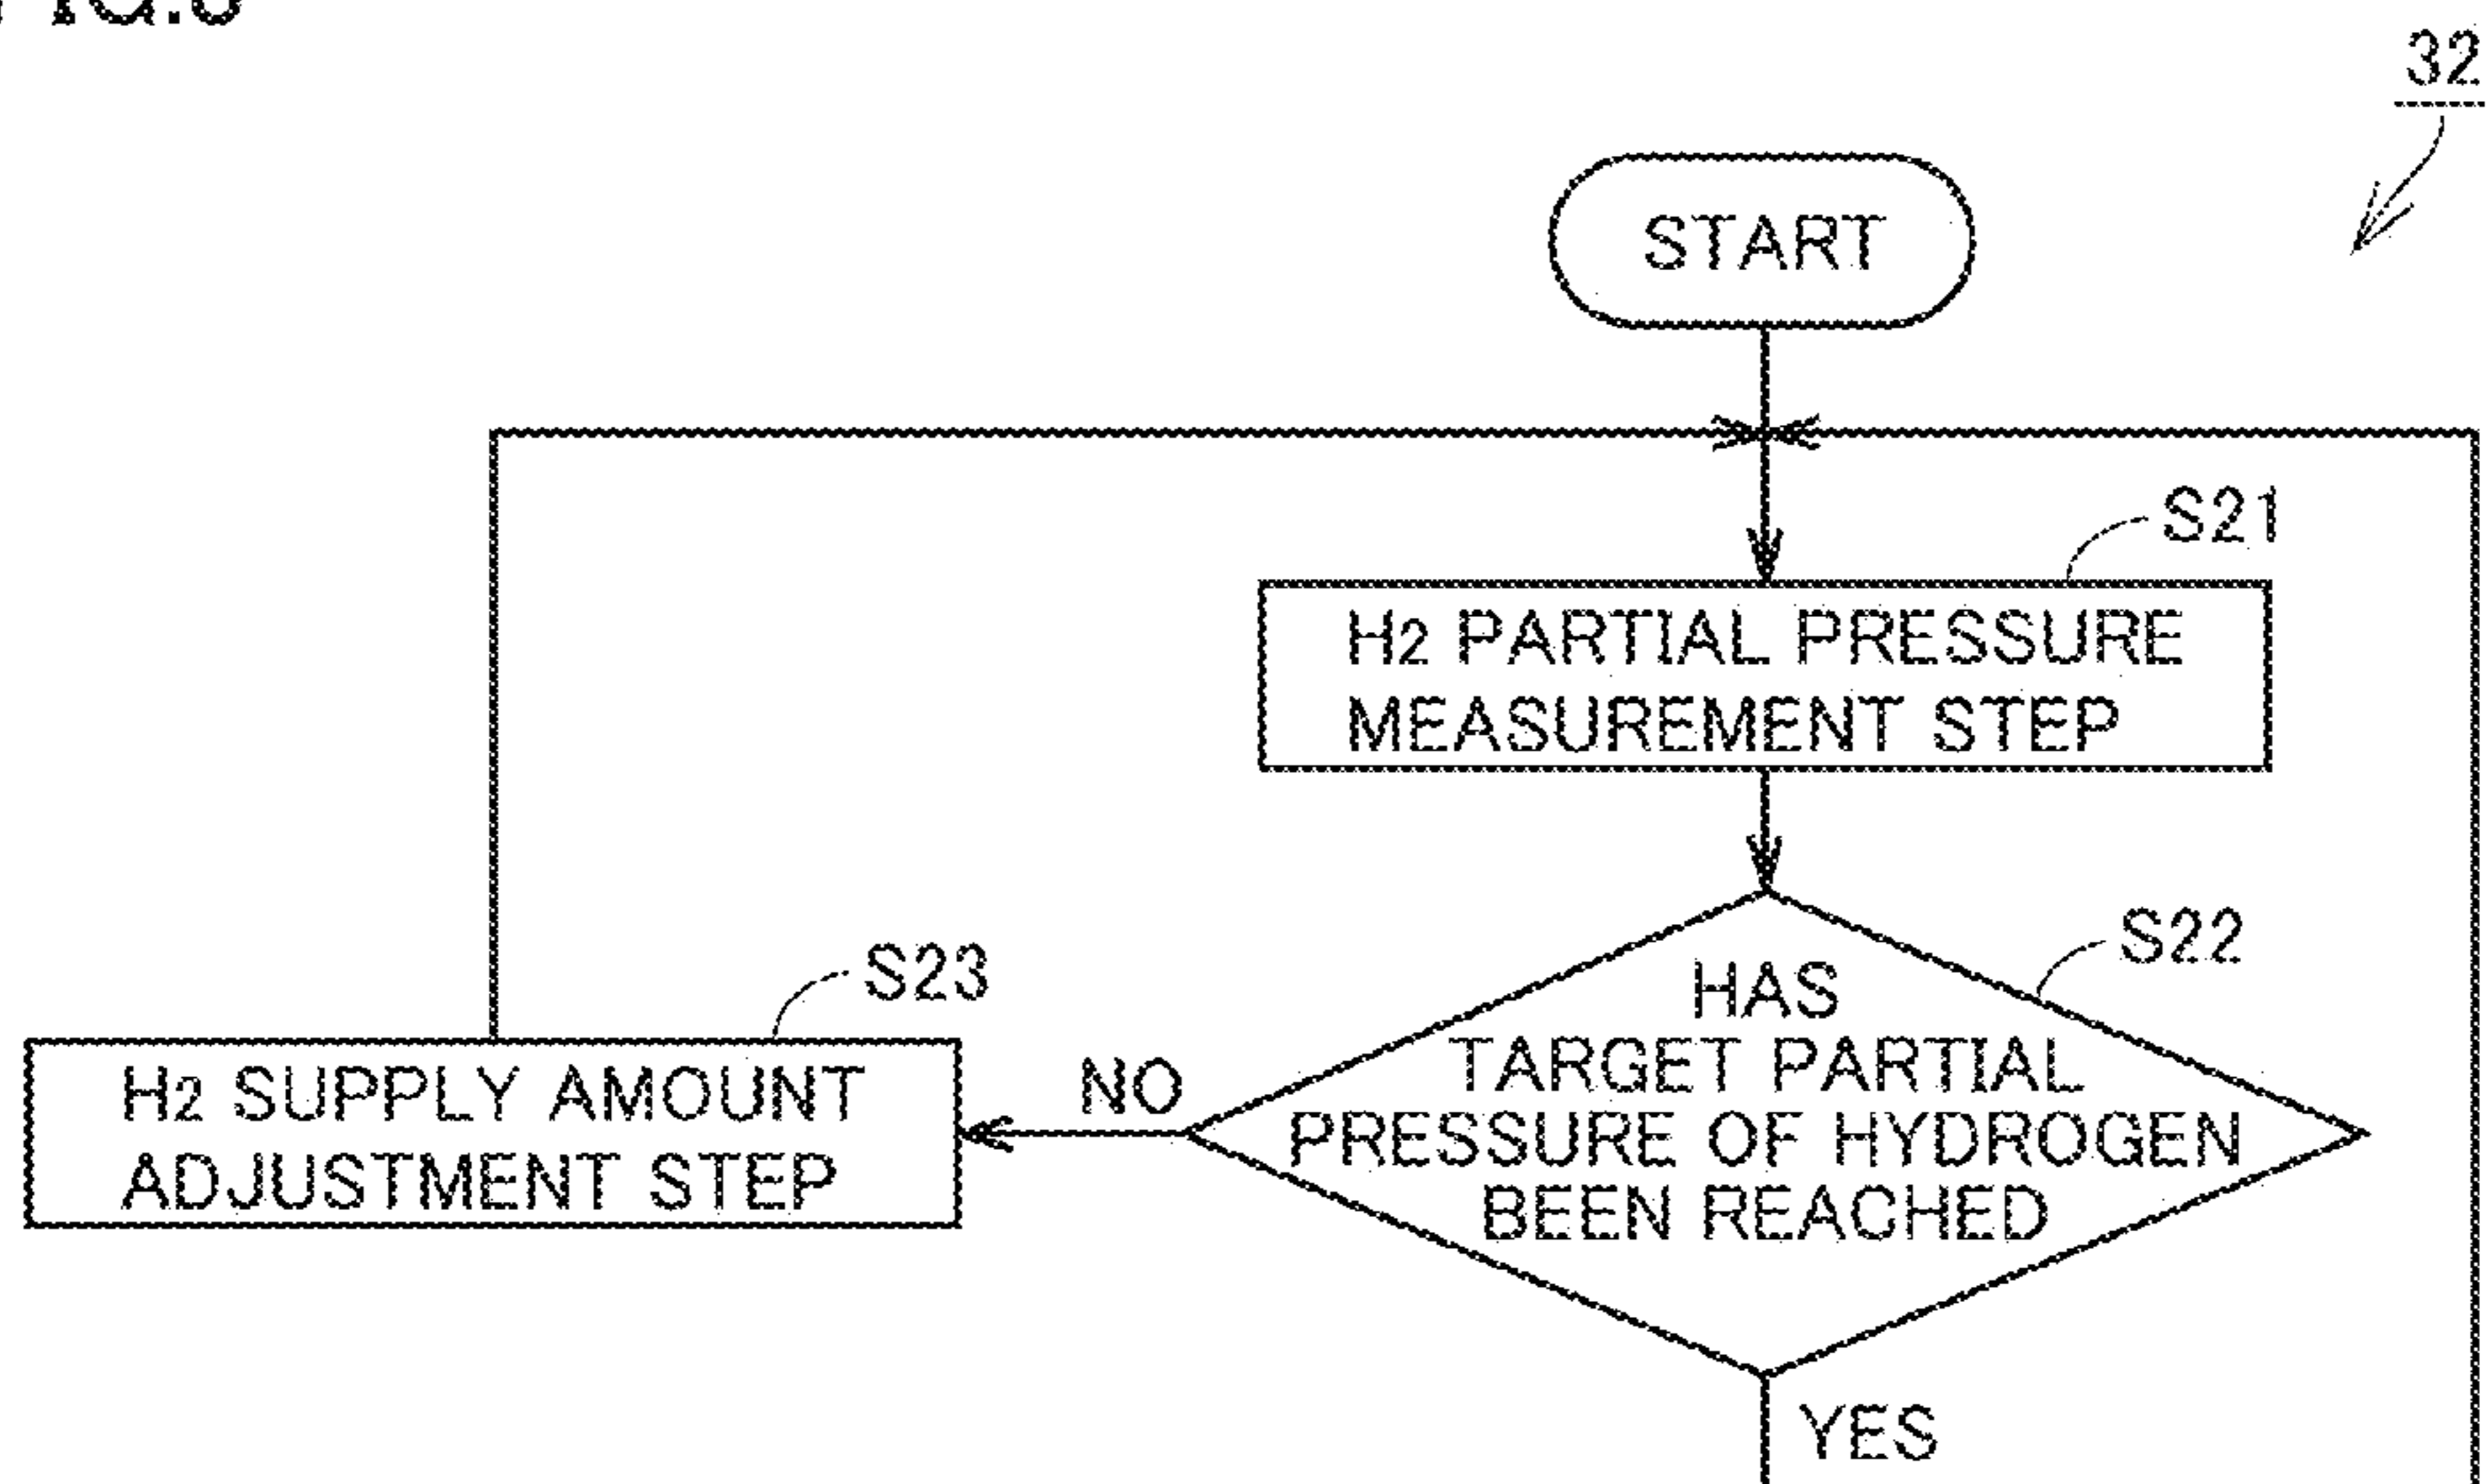 32
START
S21
H2 PARTIAL PRESSURE
MEASUREMENT STEP
S22
HAS
TARGET PARTIAL
PRESSURE OF HYDROGEN
BEEN REACHED
S23
NO
H2 SUPPLY AMOUNT
ADJUSTMENT STEP
YES